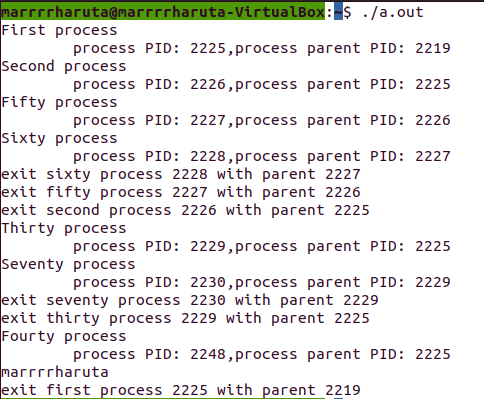 marrrrharuta@marrrrharuta-VirtualBox:~$ ./a.out
First process
process PID: 2225,process parent PID: 2219
Second process
process PID: 2226,process parent PID: 2225
Fifty process
process PID: 2227,process parent PID: 2226
Sixty process
process PID: 2228,process parent PID: 2227
exit sixty process 2228 with parent 2227
exit fifty process 2227 with parent 2226
exit second process 2226 with parent 2225
Thirty process
process PID: 2229,process parent PID: 2225
Seventy process
process PID: 2230,process parent PID: 2229
exit seventy process 2230 with parent 2229
exit thirty process 2229 with parent 2225
Fourty process
process PID: 2248,process parent PID: 2225
marrrrharuta
exit first process 2225 with parent 2219